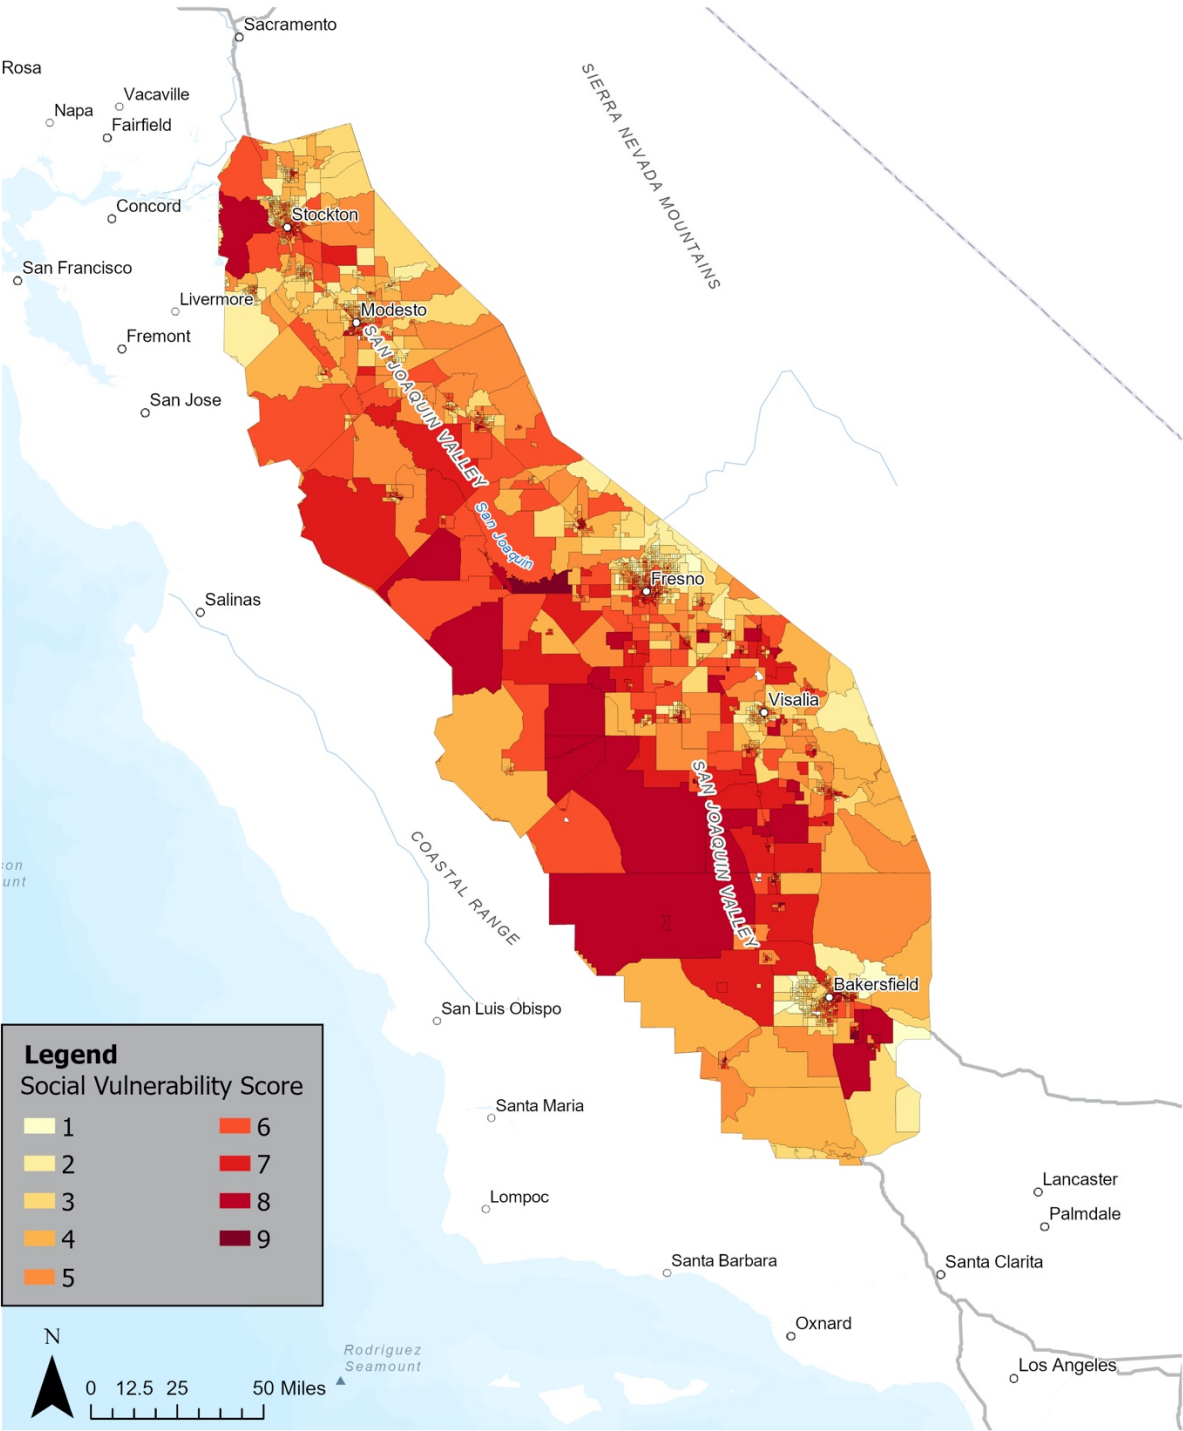 Sacramento
Rosa
Vacaville
Napa
Fairfield
SIERRA NEVADA MOUNTAINS
Concord
Stockton
San Francisco
Livermore
Modesto
Fremont
SAN JOAQUIN VALLEY
San Jose
San Joaquin
Fresno
Salinas
Visalia
SAN JOAQUIN VALLEY
COASTAL RANGE
con
unt
Bakersfield
San Luis Obispo
Legend
Social Vulnerability Score
1
2
3
4
5
6
7
8
9
Santa Maria
Lancaster
Lompoc
Palmdale
Santa Barbara
Santa Clarita
Oxnard
N
Rodriguez
Seamount
Los Angeles
0 12.5 25 50 Miles